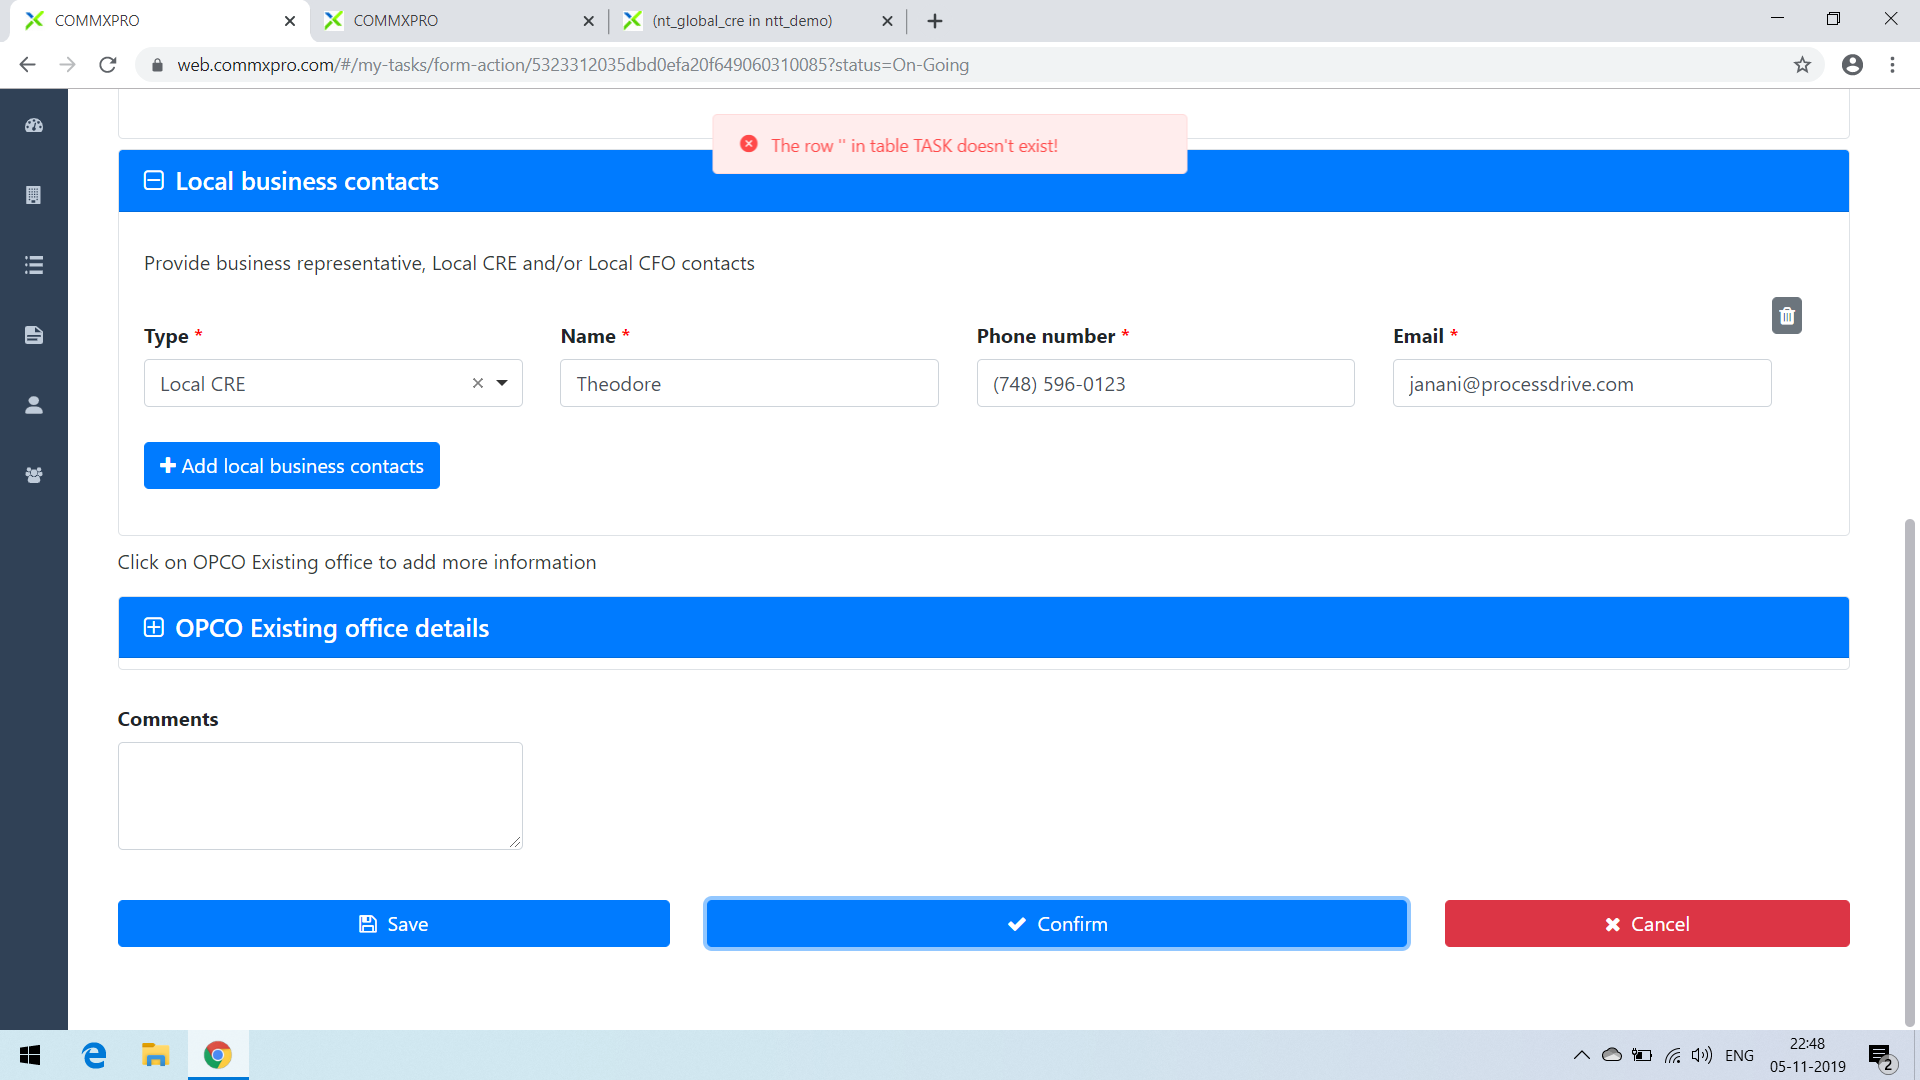 COMMXPRO
COMMXPRO
(nt_global_cre in ntt_demo)
web.commxpro.com/#/my-tasks/form-action/5323312035dbd0efa20f649060310085?status=On-Going
The row '' in table TASK doesn't exist!
Local business contacts
Provide business representative, Local CRE and/or Local CFO contacts
Type * Name * Phone number * Email *
Local CRE Theodore (748) 596-0123 janani@processdrive.com
Add local business contacts
Click on OPCO Existing office to add more information
OPCO Existing office details
Comments
Save Confirm Cancel
ENG
22:48
05-11-2019
2